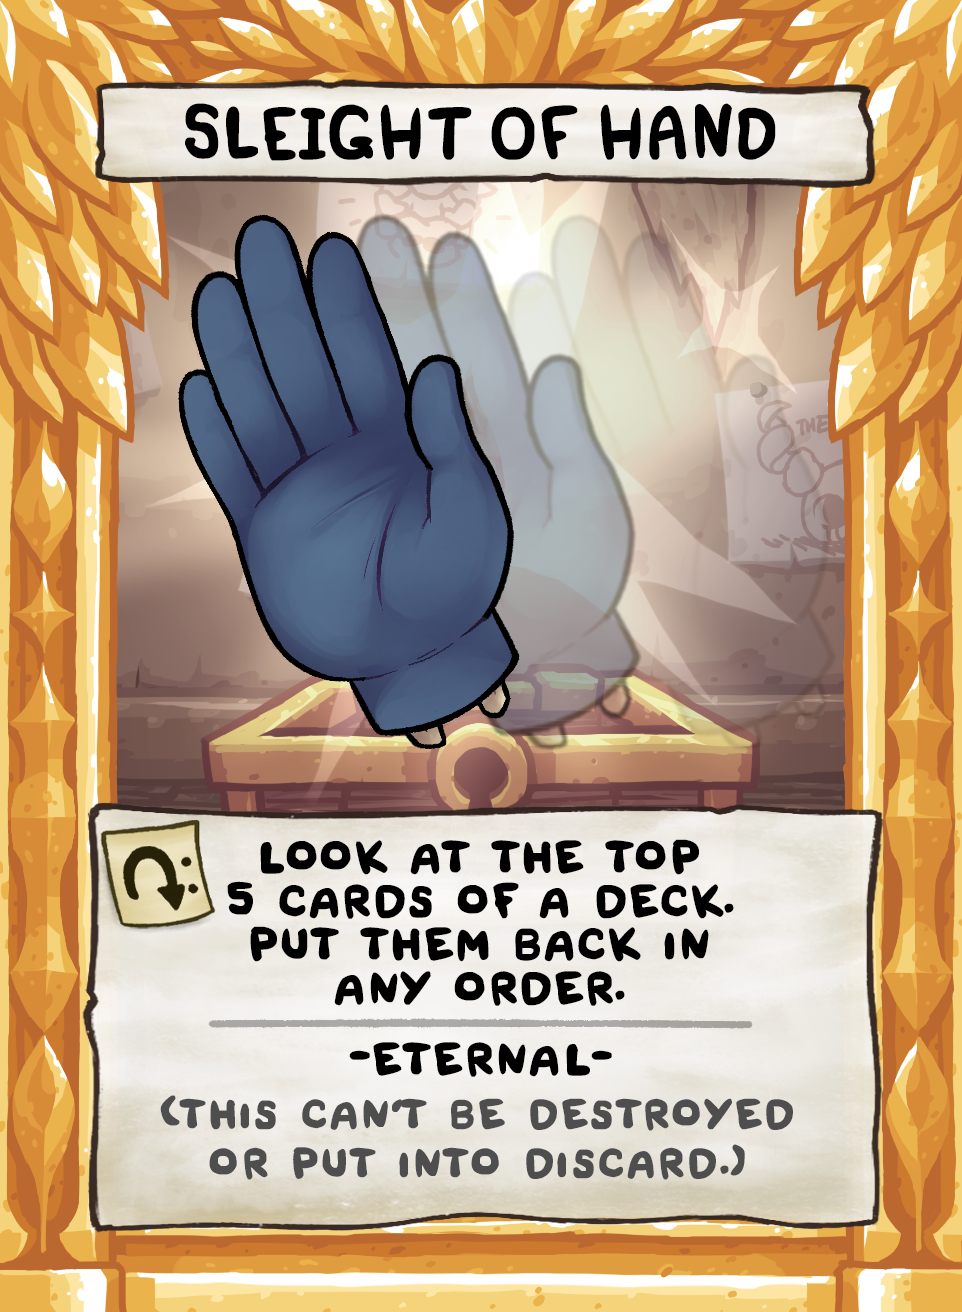 SLEIGHT OF HAND
THE
LOOK AT THE TOP
5 CARDS OF A DECK.
PUT THEM BACK IN
ANY ORDER.
-ETERNAL-
(THIS CAN'T BE DESTROYED
OR PUT INTO DISCARD.)